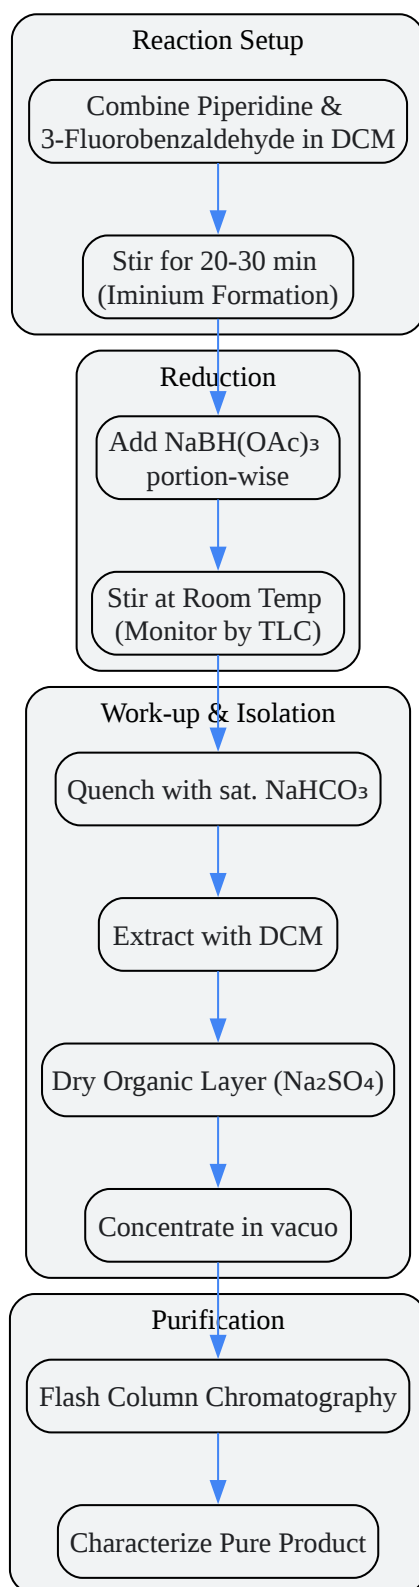 Reaction Setup
Combine Piperidine &
3-Fluorobenzaldehyde in DCM
Stir for 20-30 min
(Iminium Formation)
Reduction
Add NaBH(OAc)₃
portion-wise
Stir at Room Temp
(Monitor by TLC)
Work-up & Isolation
Quench with sat. NaHCO₃
Extract with DCM
Dry Organic Layer (Na₂SO₄)
Concentrate in vacuo
Purification
Flash Column Chromatography
Characterize Pure Product